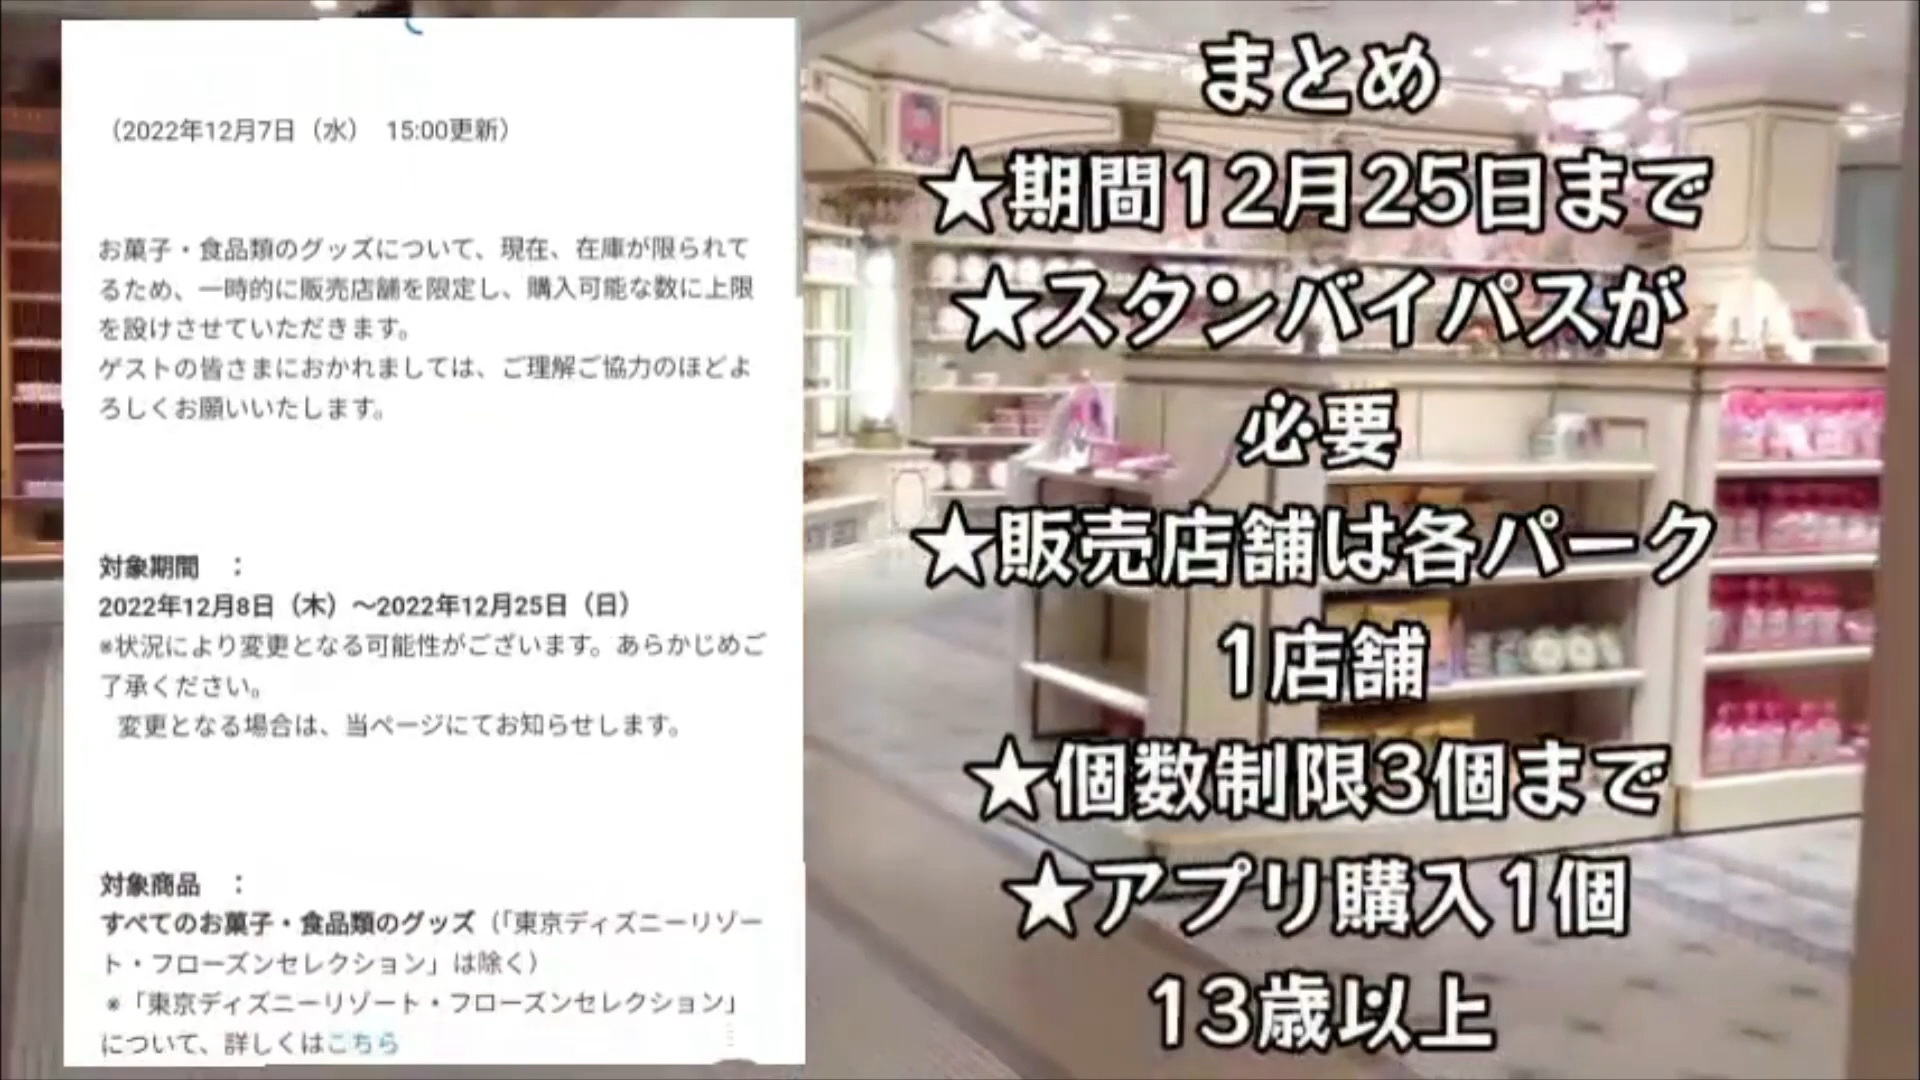 （2022年12月7日（水） 15:00更新）
お菓子・食品類のグッズについて、現在、在庫が限られて
るため、一時的に販売店舗を限定し、購入可能な数に上限
を設けさせていただきます。
ゲストの皆さまにおかれましては、ご理解ご協力のほどよ
ろしくお願いいたします。
対象期間 ：
2022年12月8日（木）～2022年12月25日（日）
※状況により変更となる可能性がございます。あらかじめご
了承ください。
変更となる場合は、当ページにてお知らせします。
対象商品 ：
すべてのお菓子・食品類のグッズ（「東京ディズニーリゾー
ト・フローズンセレクション」は除く）
※「東京ディズニーリゾート・フローズンセレクション」
について、詳しくはこちら
まとめ
★期間12月25日まで
★スタンバイパスが
必要
★販売店舗は各パーク
1店舗
★個数制限3個まで
★アプリ購入1個
13歳以上